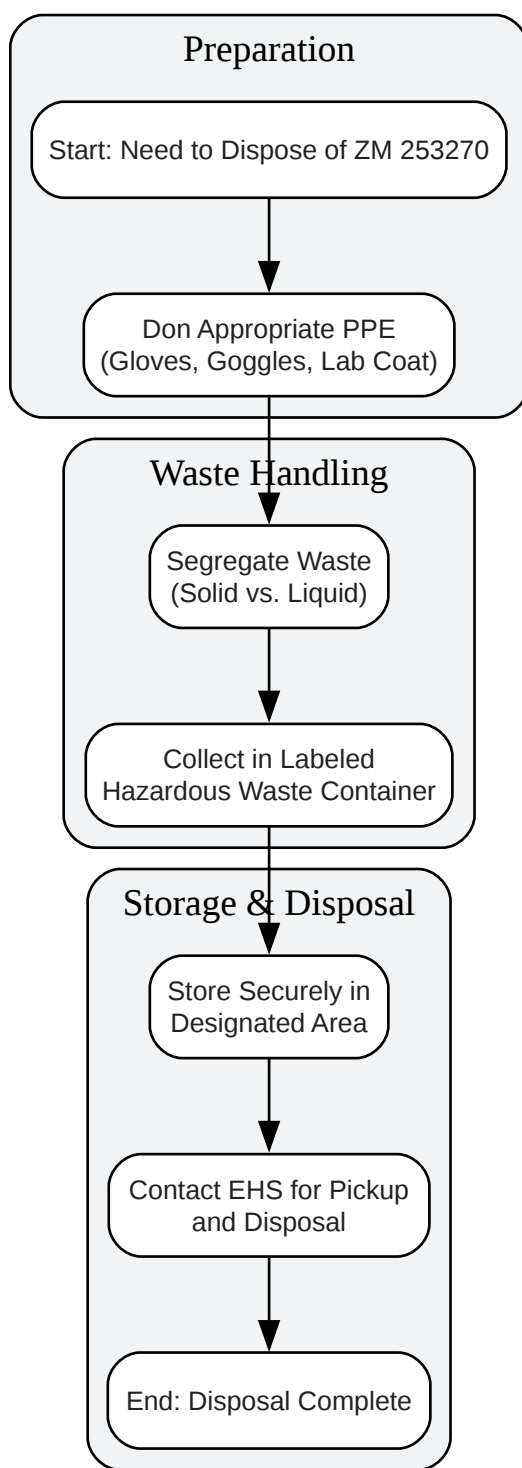 Preparation
Start: Need to Dispose of ZM 253270
Don Appropriate PPE
(Gloves, Goggles, Lab Coat)
Waste Handling
Segregate Waste
(Solid vs. Liquid)
Collect in Labeled
Hazardous Waste Container
Storage & Disposal
Store Securely in
Designated Area
Contact EHS for Pickup
and Disposal
End: Disposal Complete